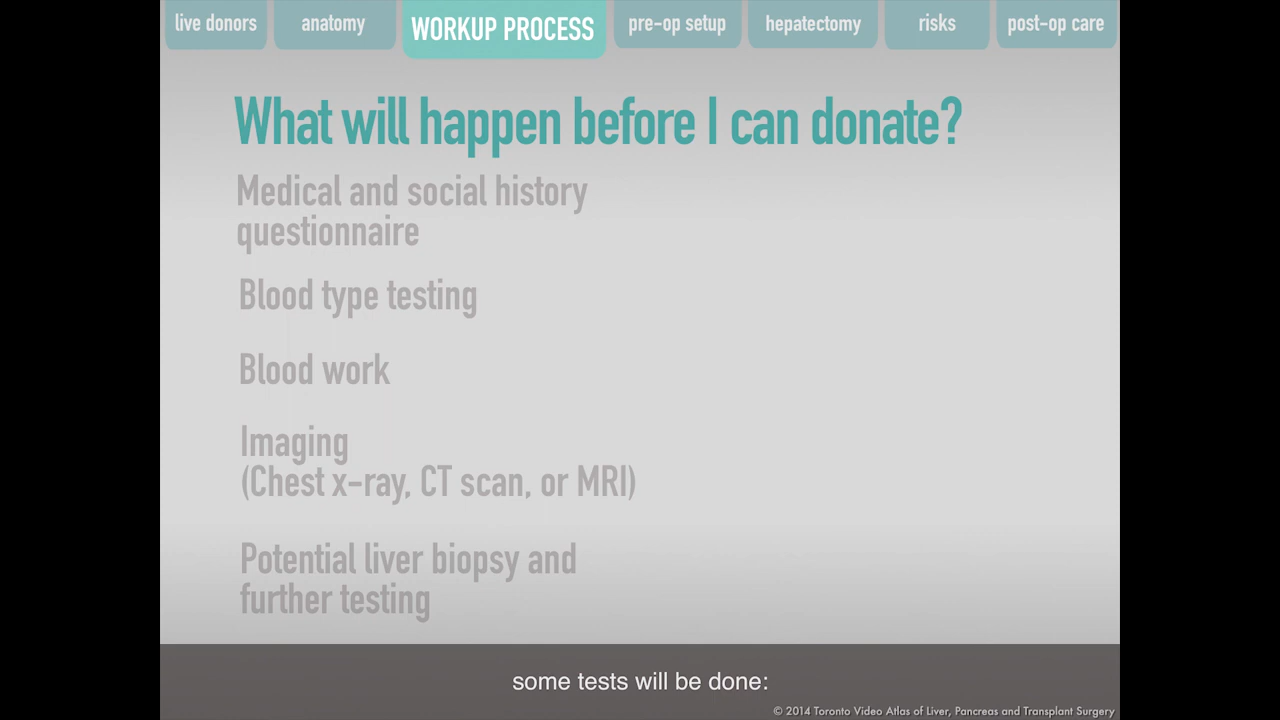 live donors
anatomy
WORKUP PROCESS
pre-op setup
hepatectomy
risks
post-op care
What will happen before I can donate?
Medical and social history
questionnaire
Blood type testing
Blood work
Imaging
(Chest x-ray, CT scan, or MRI)
Potential liver biopsy and
further testing
some tests will be done:
© 2014 Toronto Video Atlas of Liver, Pancreas and Transplant Surgery